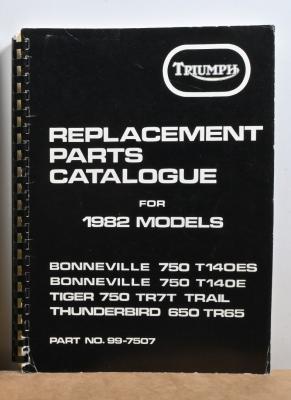 TRIUMPH
REPLACEMENT
PARTS
CATALOGUE
FOR
1982 MODELS
BONNEVILLE 750 T140ES
BONNEVILLE 750 T140E
TIGER 750 TR7T TRAIL
THUNDERBIRD 650 TR65
PART NO. 99-7507